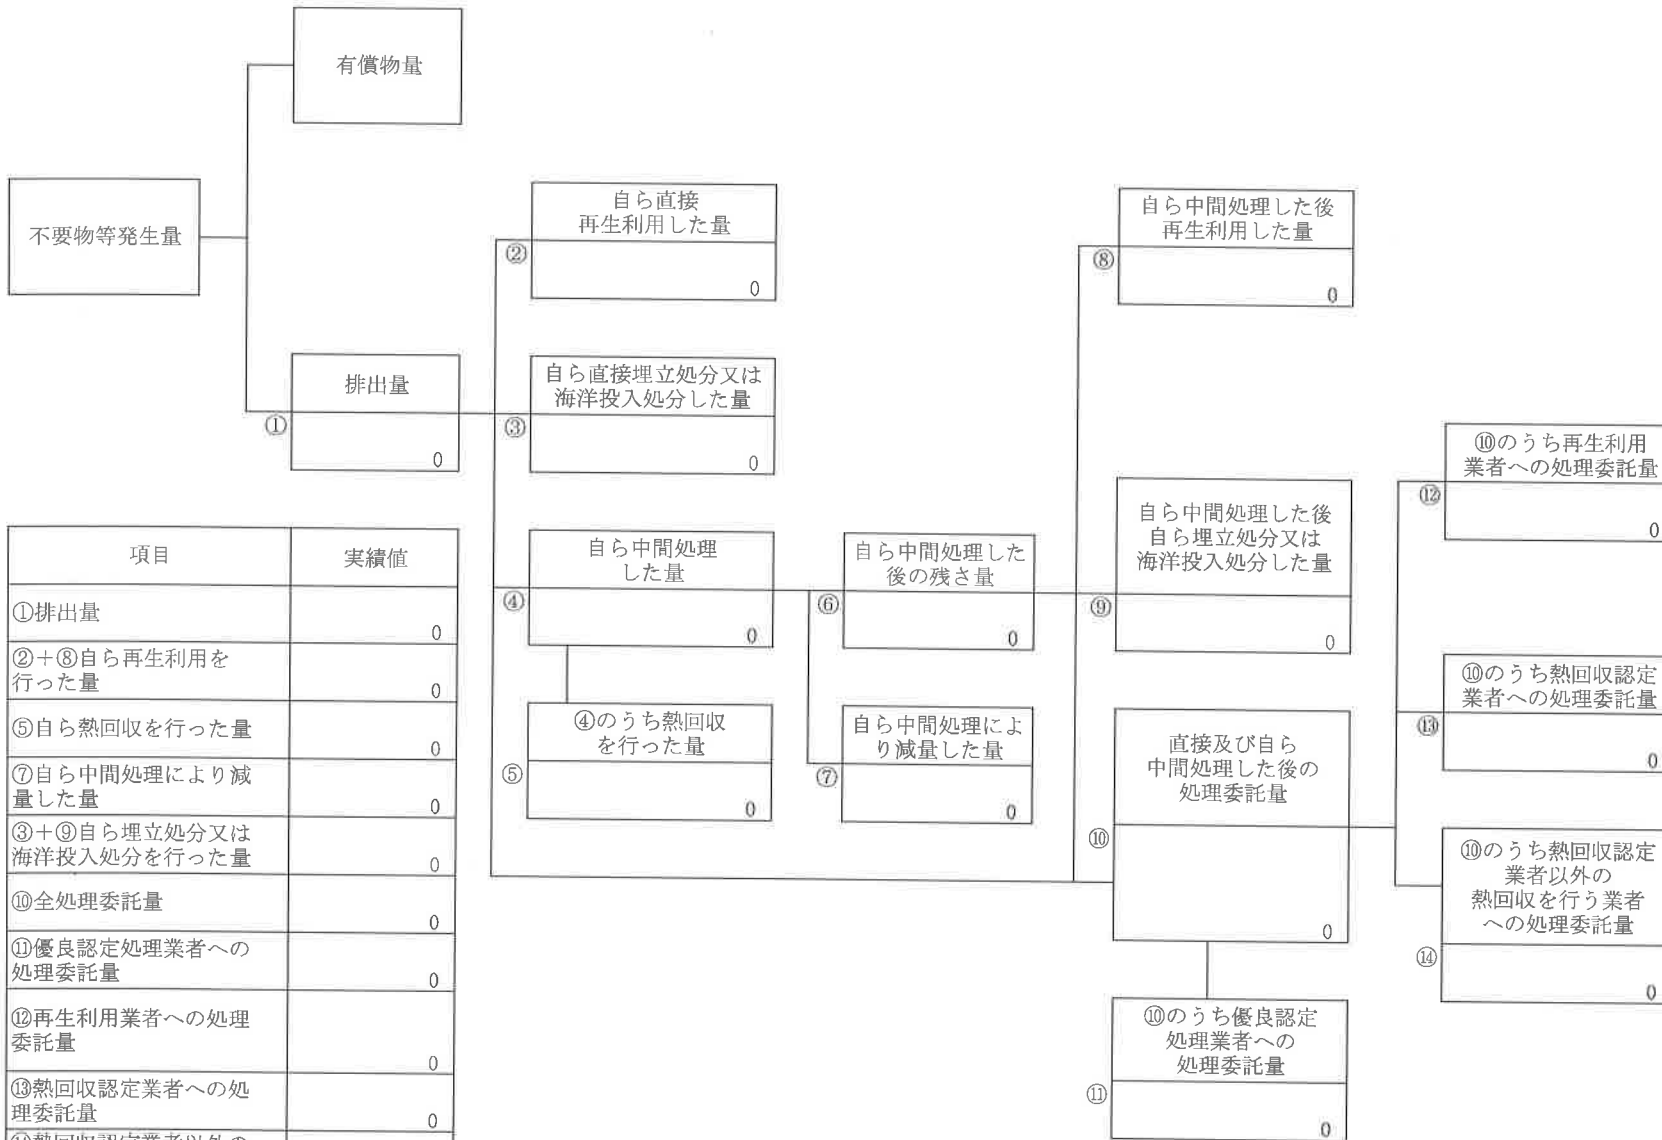 有償物量
不要物等発生量
①
排出量
0
②
自ら直接
再生利用した量
0
③
自ら直接埋立処分又は
海洋投入処分した量
0
④
自ら中間処理
した量
0
⑤
④のうち熱回収
を行った量
0
⑥
自ら中間処理した
後の残さ量
0
⑦
自ら中間処理によ
り減量した量
0
⑧
自ら中間処理した後
再生利用した量
0
⑨
自ら中間処理した後
自ら埋立処分又は
海洋投入処分した量
0
⑩
直接及び自ら
中間処理した後の
処理委託量
0
⑪
⑩のうち優良認定
処理業者への
処理委託量
0
⑫
⑩のうち再生利用
業者への処理委託量
0
⑬
⑩のうち熱回収認定
業者への処理委託量
0
⑭
⑩のうち熱回収認定
業者以外の
熱回収を行う業者
への処理委託量
0
項目 実績値
①排出量
0
②+⑧自ら再生利用を
行った量
0
⑤自ら熱回収を行った量
0
⑦自ら中間処理により減
量した量
0
③+⑨自ら埋立処分又は
海洋投入処分を行った量
0
⑩全処理委託量
0
⑪優良認定処理業者への
処理委託量
0
⑫再生利用業者への処理
委託量
0
⑬熱回収認定業者への処
理委託量
0
⑭熱回収認定業者以外の